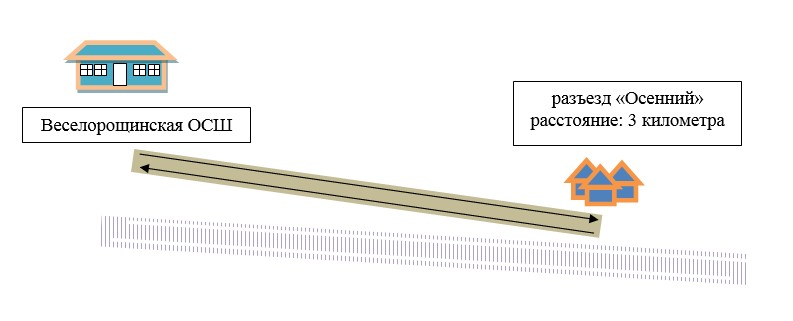 Веселорощинская ОСШ
разъезд «Осенний»
расстояние: 3 километра